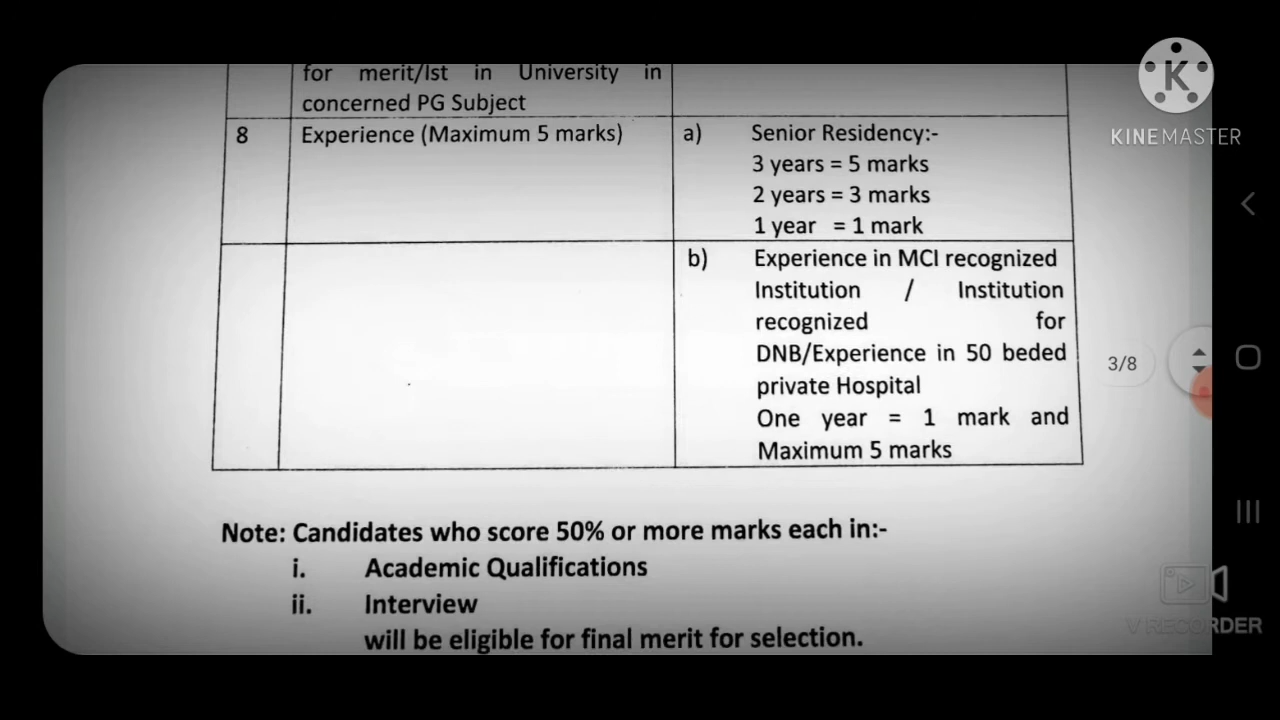 for merit/Ist in University in
concerned PG Subject
8 Experience (Maximum 5 marks) a) Senior Residency:-
3 years = 5 marks
2 years = 3 marks
1 year = 1 mark
b) Experience in MCI recognized
Institution / Institution
recognized for
DNB/Experience in 50 beded
private Hospital
One year = 1 mark and
Maximum 5 marks
Note: Candidates who score 50% or more marks each in:-
i. Academic Qualifications
ii. Interview
will be eligible for final merit for selection.
K
KINEMASTER
3/8
V RECORDER